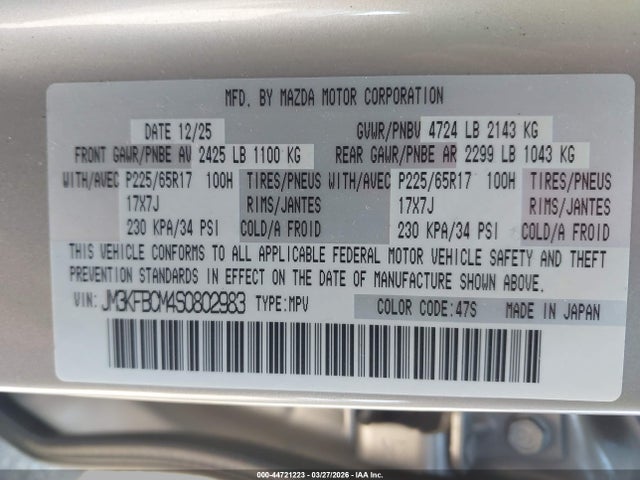 MFD. BY MAZDA MOTOR CORPORATION
DATE 12/25 GVWR/PNBV 4724 LB 2143 KG
FRONT GAWR/PNBE AV 2425 LB 1100 KG REAR GAWR/PNBE AR 2299 LB 1043 KG
WITH/AVEC P225/65R17 100H TIRES/PNEUS WITH/AVEC P225/65R17 100H TIRES/PNEUS
17X7J RIMS/JANTES 17X7J RIMS/JANTES
230 KPA/34 PSI COLD/A FROID 230 KPA/34 PSI COLD/A FROID
THIS VEHICLE CONFORMS TO ALL APPLICABLE FEDERAL MOTOR VEHICLE SAFETY AND THEFT
PREVENTION STANDARDS IN EFFECT ON THE DATE OF MANUFACTURE SHOWN ABOVE.
VIN: JM3KFBCM4S0802983 TYPE:MPV COLOR CODE:47S MADE IN JAPAN
000-44721223 | 03/27/2026 | IAA Inc.